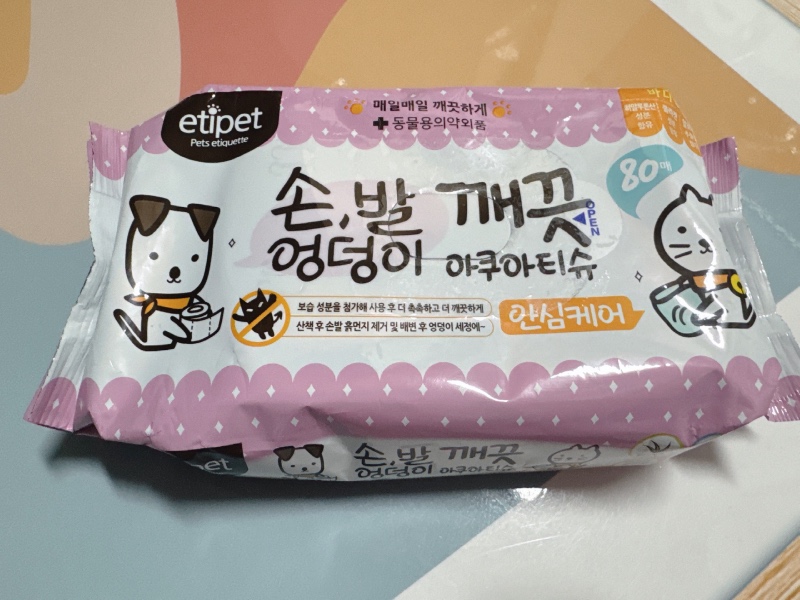 etipet
Pets etiquette
매일매일 깨끗하게
동물용의약외품
80매
손,발 깨끗
엉덩이 아쿠아티슈
OPEN
보습 성분을 첨가해 사용 후 더 촉촉하고 더 깨끗하게
산책 후 손발 흙먼지 제거 및 배변 후 엉덩이 세정에~
안심케어
et
손,발 깨끗
엉덩이 아쿠아티슈